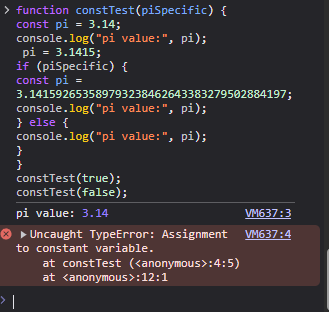 function constTest(piSpecific) {
const pi = 3.14;
console.log("pi value:", pi);
pi = 3.1415;
if (piSpecific) {
const pi =
3.141592653589793238462643383279502884197;
console.log("pi value:", pi);
} else {
console.log("pi value:", pi);
}
}
constTest(true);
constTest(false);
pi value: 3.14 VM637:3
Uncaught TypeError: Assignment VM637:4
to constant variable.
at constTest (<anonymous>:4:5)
at <anonymous>:12:1